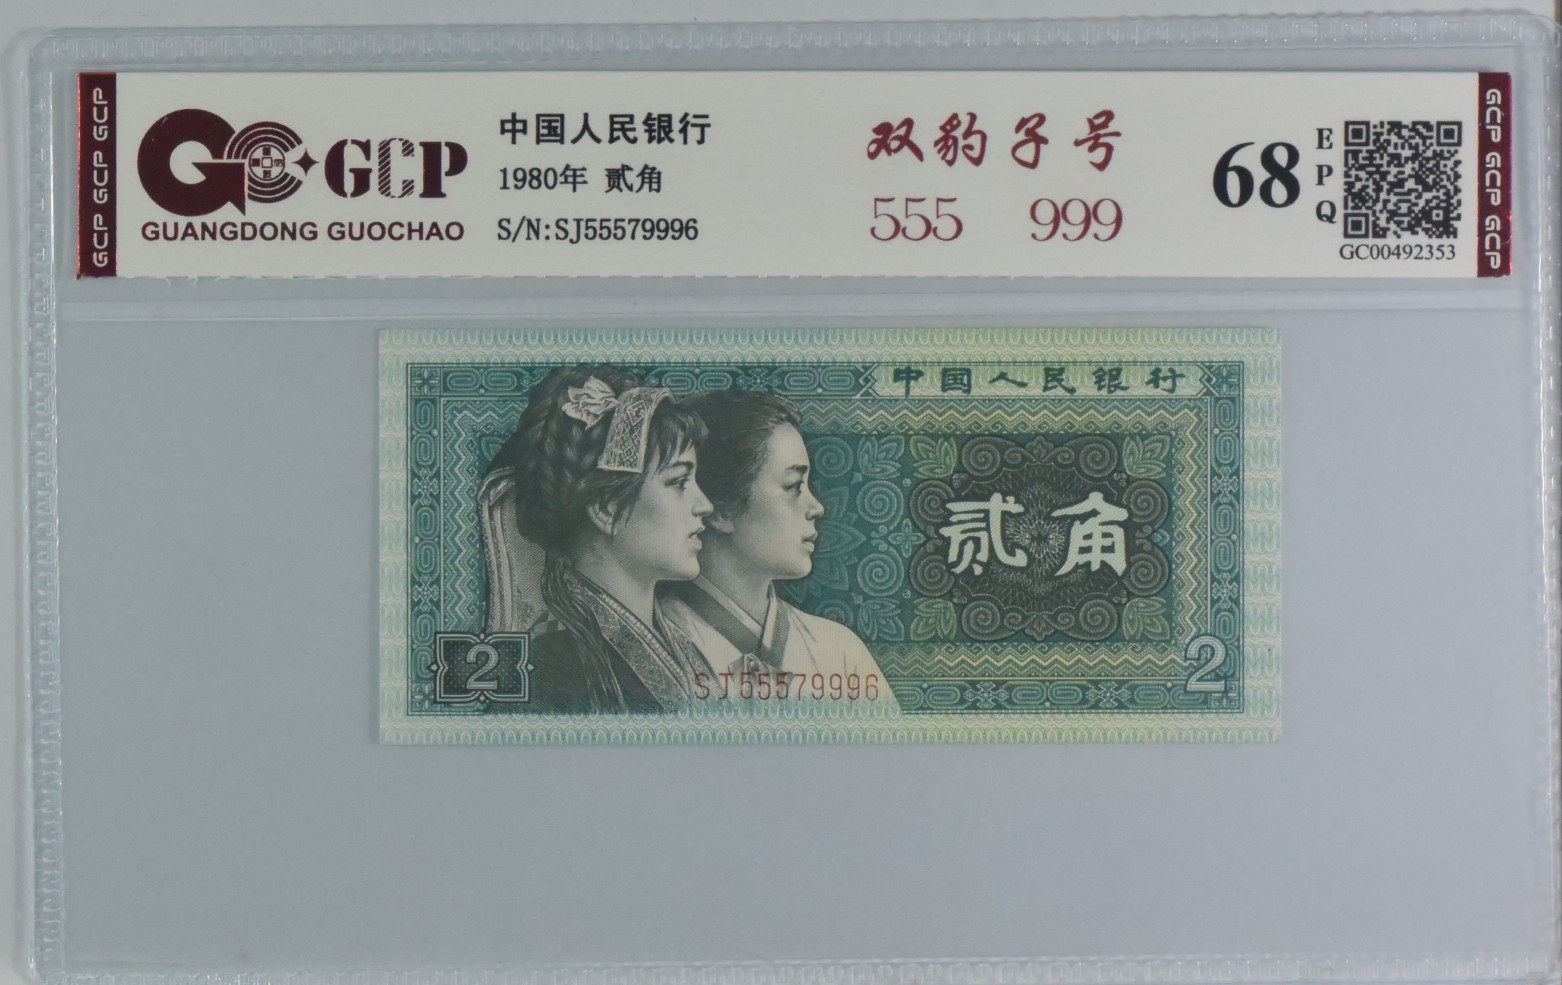 GCP GCP GCP
GCP
GUANGDONG GUOCHAO
中国人民银行
1980年 贰角
S/N:SJ55579996
双豹子号
555 999
68
EPQ
GC00492353
GCP GCP GCP
中国人民银行
贰角
2
SJ55579996
2